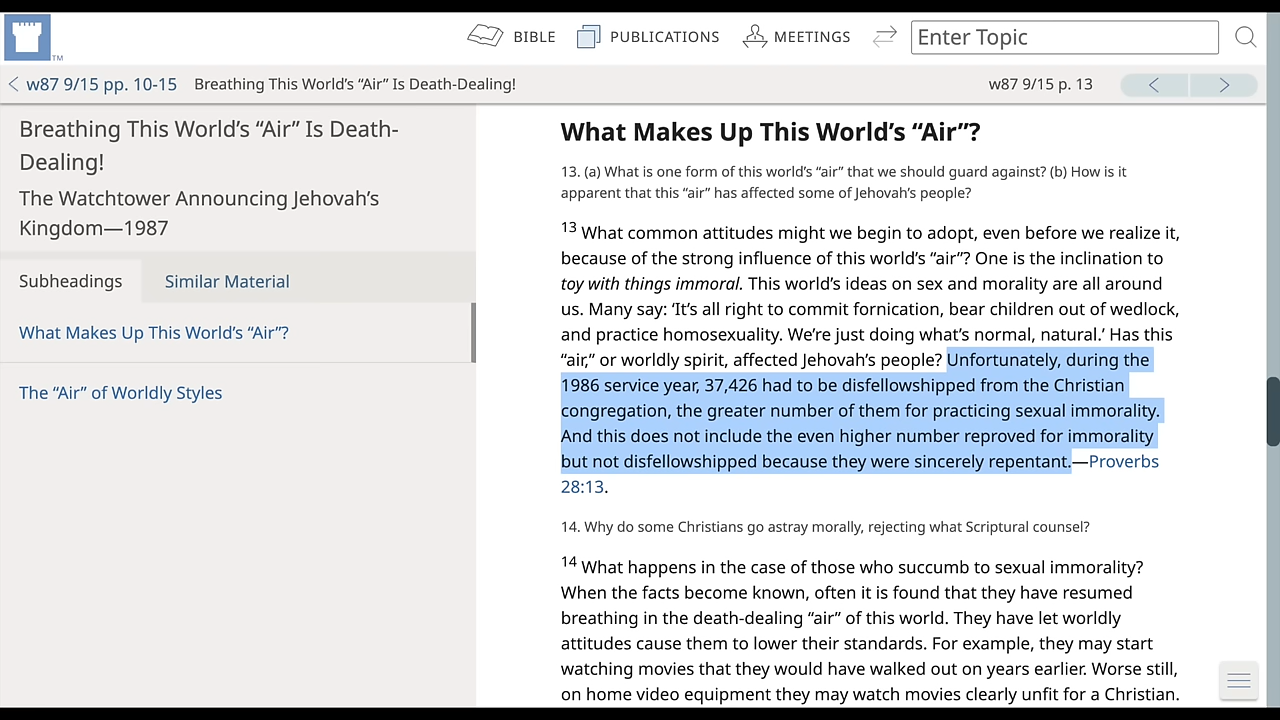 BIBLE
PUBLICATIONS
MEETINGS
Enter Topic
TM
w87 9/15 pp. 10-15
Breathing This World’s “Air” Is Death-Dealing!
w87 9/15 p. 13
Breathing This World’s “Air” Is Death-
Dealing!
The Watchtower Announcing Jehovah’s
Kingdom—1987
Subheadings
Similar Material
What Makes Up This World’s “Air”?
The “Air” of Worldly Styles
What Makes Up This World’s “Air”?
13. (a) What is one form of this world’s “air” that we should guard against? (b) How is it
apparent that this “air” has affected some of Jehovah’s people?
13 What common attitudes might we begin to adopt, even before we realize it,
because of the strong influence of this world’s “air”? One is the inclination to
toy with things immoral. This world’s ideas on sex and morality are all around
us. Many say: ‘It’s all right to commit fornication, bear children out of wedlock,
and practice homosexuality. We’re just doing what’s normal, natural.’ Has this
“air,“ or worldly spirit, affected Jehovah’s people? Unfortunately, during the
1986 service year, 37,426 had to be disfellowshipped from the Christian
congregation, the greater number of them for practicing sexual immorality.
And this does not include the even higher number reproved for immorality
but not disfellowshipped because they were sincerely repentant.—Proverbs
28:13.
14. Why do some Christians go astray morally, rejecting what Scriptural counsel?
14 What happens in the case of those who succumb to sexual immorality?
When the facts become known, often it is found that they have resumed
breathing in the death-dealing “air” of this world. They have let worldly
attitudes cause them to lower their standards. For example, they may start
watching movies that they would have walked out on years earlier. Worse still,
on home video equipment they may watch movies clearly unfit for a Christian.